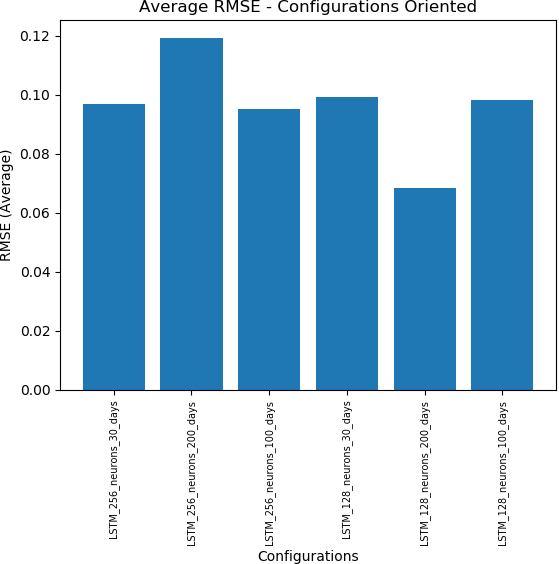 Average RMSE - Configurations Oriented
RMSE (Average)
0.12
0.10
0.08
0.06
0.04
0.02
0.00
LSTM_256_neurons_30_days
LSTM_256_neurons_200_days
LSTM_256_neurons_100_days
LSTM_128_neurons_30_days
LSTM_128_neurons_200_days
LSTM_128_neurons_100_days
Configurations